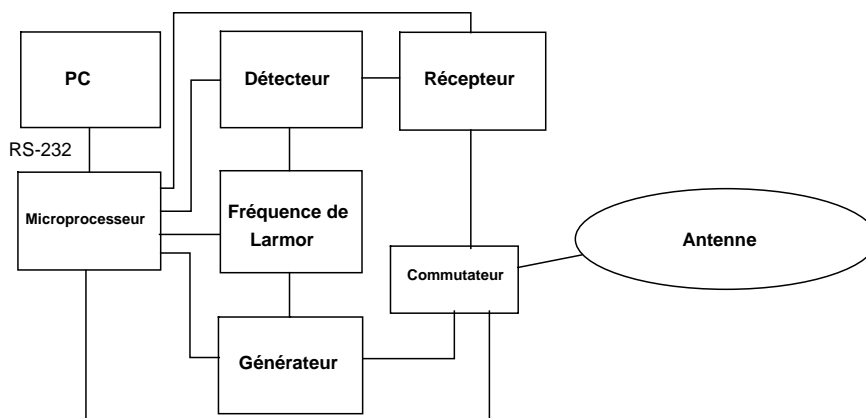 PC
Détecteur
Récepteur
RS-232
Microprocesseur
Fréquence de
Larmor
Antenne
Commutateur
Générateur